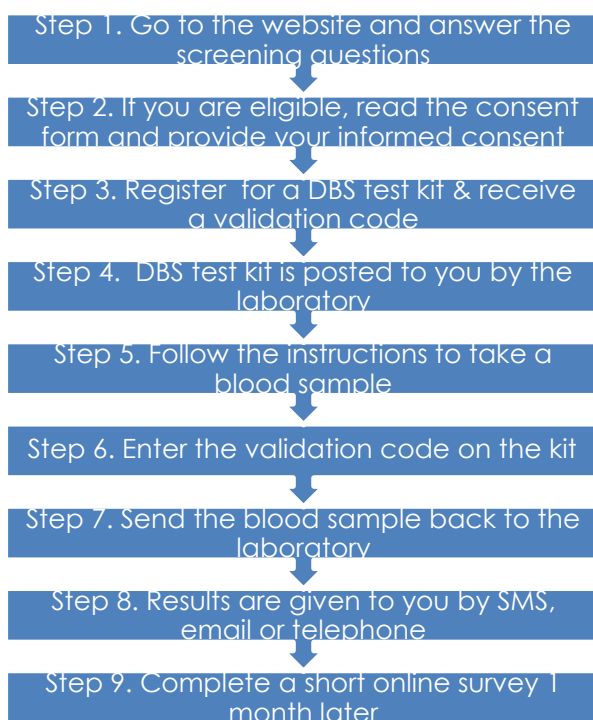 Step 1. Go to the website and answer the
screening questions
Step 2. If you are eligible, read the consent
form and provide your informed consent
Step 3. Register for a DBS test kit & receive
a validation code
Step 4. DBS test kit is posted to you by the
laboratory
Step 5. Follow the instructions to take a
blood sample
Step 6. Enter the validation code on the kit
Step 7. Send the blood sample back to the
laboratory
Step 8. Results are given to you by SMS,
email or telephone
Step 9. Complete a short online survey 1
month later